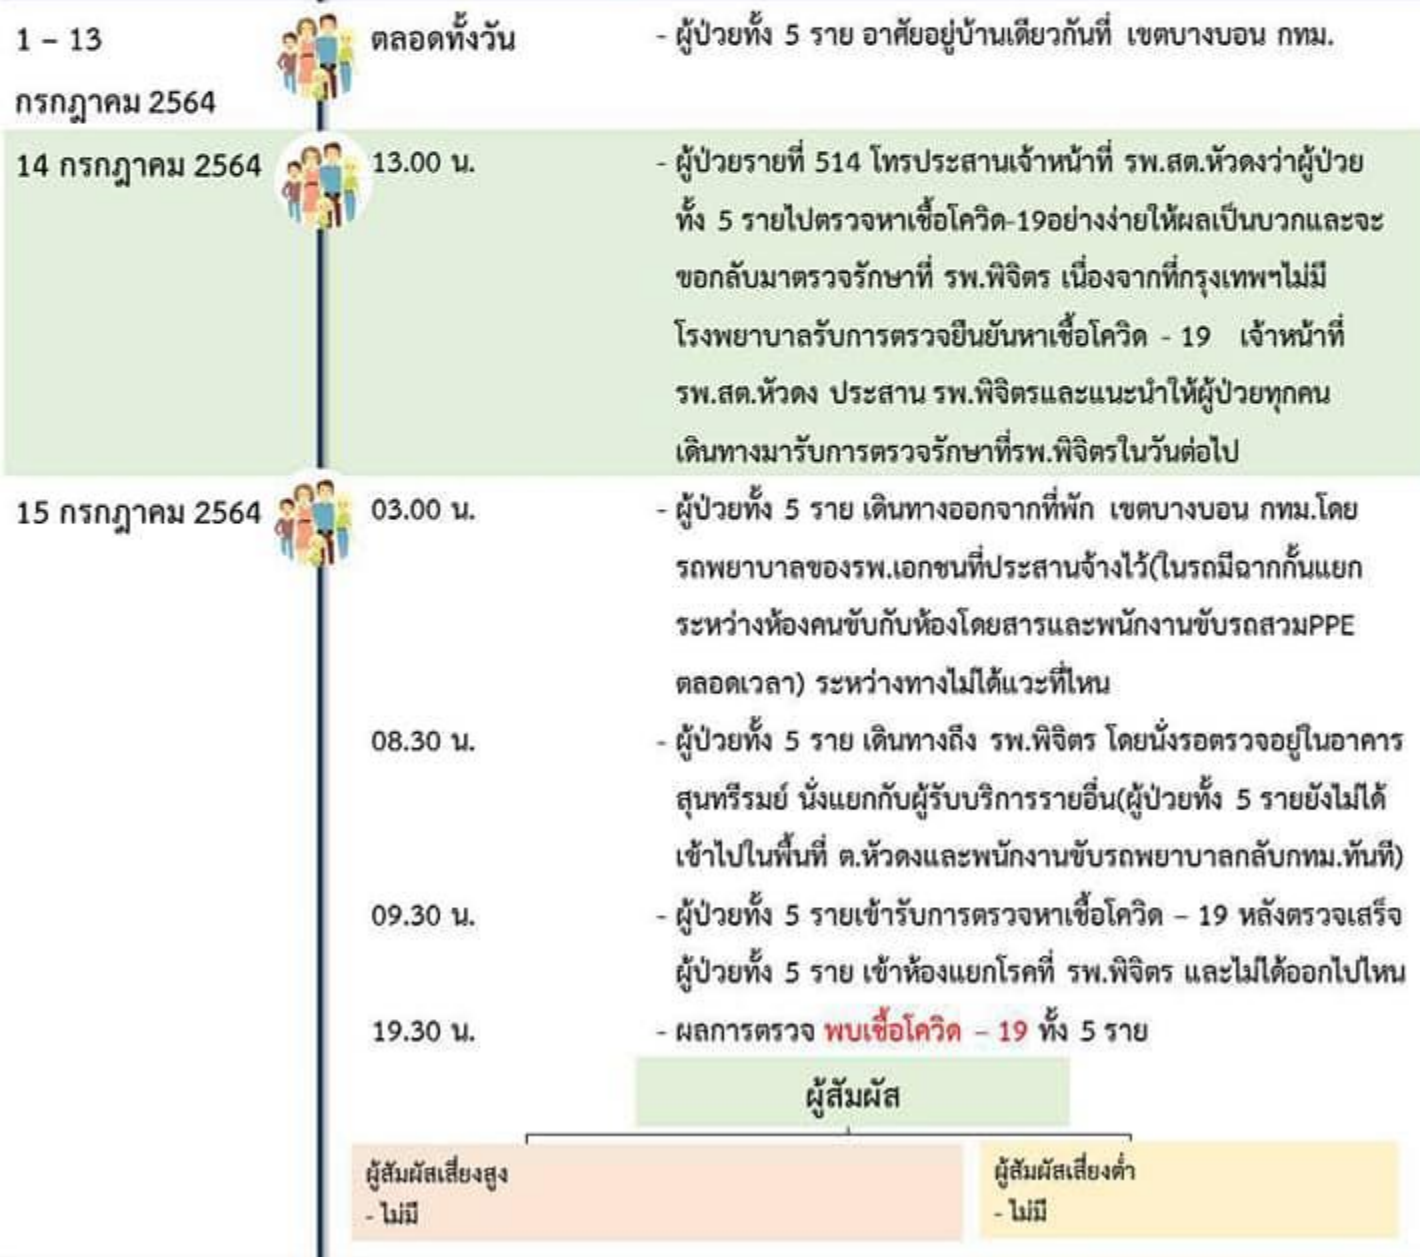 1 – 13 ตลอดทั้งวัน - ผู้ป่วยทั้ง 5 ราย อาศัยอยู่บ้านเดียวกันที่ เขตบางบอน กทม.
กรกฎาคม 2564
14 กรกฎาคม 2564 13.00 น. - ผู้ป่วยรายที่ 514 โทรประสานเจ้าหน้าที่ รพ.สต.หัวดงว่าผู้ป่วย
ทั้ง 5 รายไปตรวจหาเชื้อโควิด-19อย่างง่ายให้ผลเป็นบวกและจะ
ขอกลับมาตรวจรักษาที่ รพ.พิจิตร เนื่องจากที่กรุงเทพฯไม่มี
โรงพยาบาลรับการตรวจยืนยันหาเชื้อโควิด - 19 เจ้าหน้าที่
รพ.สต.หัวดง ประสาน รพ.พิจิตรและแนะนำให้ผู้ป่วยทุกคน
เดินทางมารับการตรวจรักษาที่รพ.พิจิตรในวันต่อไป
15 กรกฎาคม 2564 03.00 น. - ผู้ป่วยทั้ง 5 ราย เดินทางออกจากที่พัก เขตบางบอน กทม.โดย
รถพยาบาลของรพ.เอกชนที่ประสานจ้างไว้(ในรถมีฉากกั้นแยก
ระหว่างห้องคนขับกับห้องโดยสารและพนักงานขับรถสวมPPE
ตลอดเวลา) ระหว่างทางไม่ได้แวะที่ไหน
08.30 น. - ผู้ป่วยทั้ง 5 ราย เดินทางถึง รพ.พิจิตร โดยนั่งรอตรวจอยู่ในอาคาร
สุนทรีรมย์ นั่งแยกกับผู้รับบริการรายอื่น(ผู้ป่วยทั้ง 5 รายยังไม่ได้
เข้าไปในพื้นที่ ต.หัวดงและพนักงานขับรถพยาบาลกลับกทม.ทันที)
09.30 น. - ผู้ป่วยทั้ง 5 รายเข้ารับการตรวจหาเชื้อโควิด – 19 หลังตรวจเสร็จ
ผู้ป่วยทั้ง 5 ราย เข้าห้องแยกโรคที่ รพ.พิจิตร และไม่ได้ออกไปไหน
19.30 น. - ผลการตรวจ พบเชื้อโควิด – 19 ทั้ง 5 ราย
ผู้สัมผัส
ผู้สัมผัสเสี่ยงสูง ผู้สัมผัสเสี่ยงต่ำ
- ไม่มี - ไม่มี